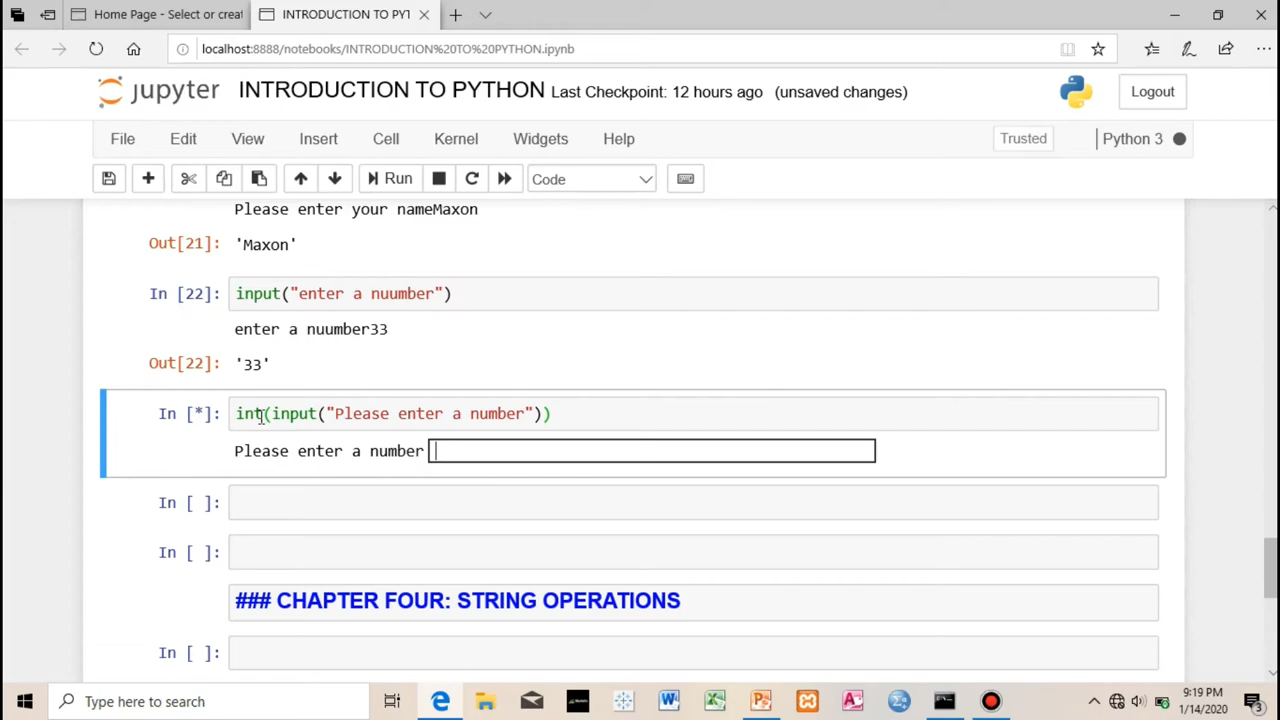 Home Page - Select or creat
INTRODUCTION TO PYT
localhost:8888/notebooks/INTRODUCTION%20TO%20PYTHON.ipynb
jupyter INTRODUCTION TO PYTHON Last Checkpoint: 12 hours ago (unsaved changes)
Logout
File Edit View Insert Cell Kernel Widgets Help
Trusted
Python 3
Run
Code
Please enter your nameMaxon
Out[21]: 'Maxon'
In [22]: input("enter a nuumber")
enter a nuumber33
Out[22]: '33'
In [*]: int(input("Please enter a number"))
Please enter a number
In [ ]:
In [ ]:
### CHAPTER FOUR: STRING OPERATIONS
In [ ]:
Type here to search
9:19 PM
1/14/2020
3